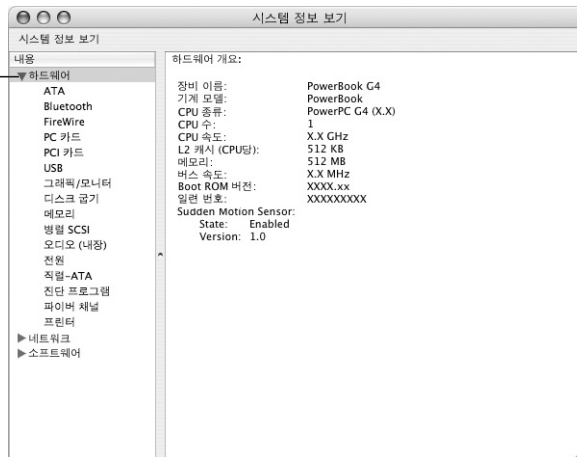 시스템 정보 보기
시스템 정보 보기
내용
하드웨어
ATA
Bluetooth
FireWire
PC 카드
PCI 카드
USB
그래픽/모니터
디스크 굽기
메모리
병렬 SCSI
오디오 (내장)
전원
직렬-ATA
진단 프로그램
파이버 채널
프린터
네트워크
소프트웨어
하드웨어 개요:
장비 이름: PowerBook G4
기계 모델: PowerBook
CPU 종류: PowerPC G4 (X.X)
CPU 수: 1
CPU 속도: X.X GHz
L2 캐시 (CPU당): 512 KB
메모리: 512 MB
버스 속도: X.X MHz
Boot ROM 버전: XXXX.xx
일련 번호: XXXXXXXXX
Sudden Motion Sensor:
State: Enabled
Version: 1.0